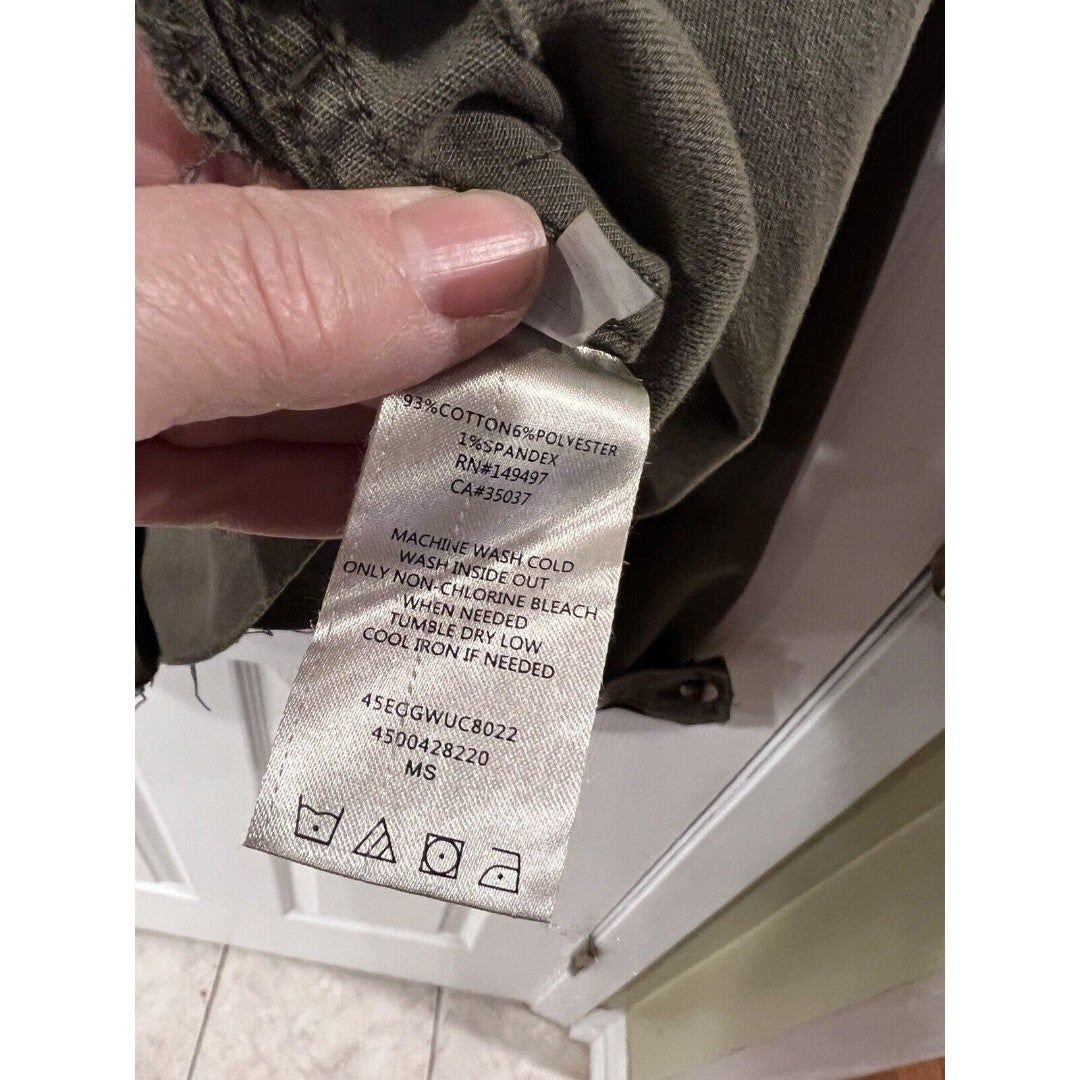 93%COTTON6%POLYESTER
1%SPANDEX
RN#149497
CA#35037
MACHINE WASH COLD
WASH INSIDE OUT
ONLY NON-CHLORINE BLEACH
WHEN NEEDED
TUMBLE DRY LOW
COOL IRON IF NEEDED
45EGGWUC8022
4500428220
MS